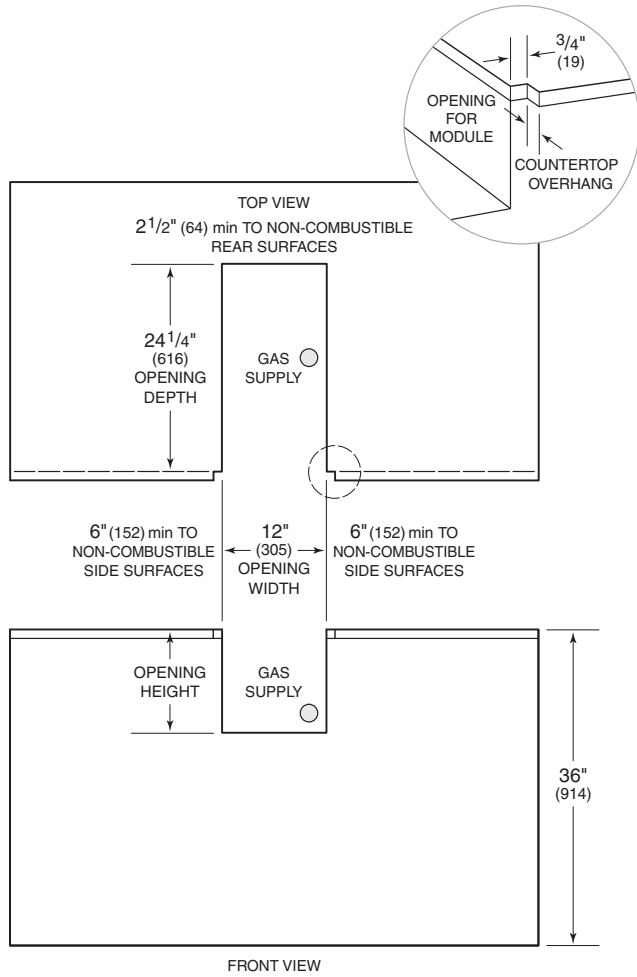 3/4"
(19)
OPENING
FOR
MODULE
COUNTERTOP
OVERHANG
TOP VIEW
2 1/2" (64) min TO NON-COMBUSTIBLE
REAR SURFACES
24 1/4"
(616)
OPENING
DEPTH
GAS
SUPPLY
6" (152) min TO
NON-COMBUSTIBLE
SIDE SURFACES
12"
(305)
OPENING
WIDTH
6" (152) min TO
NON-COMBUSTIBLE
SIDE SURFACES
OPENING
HEIGHT
GAS
SUPPLY
36"
(914)
FRONT VIEW